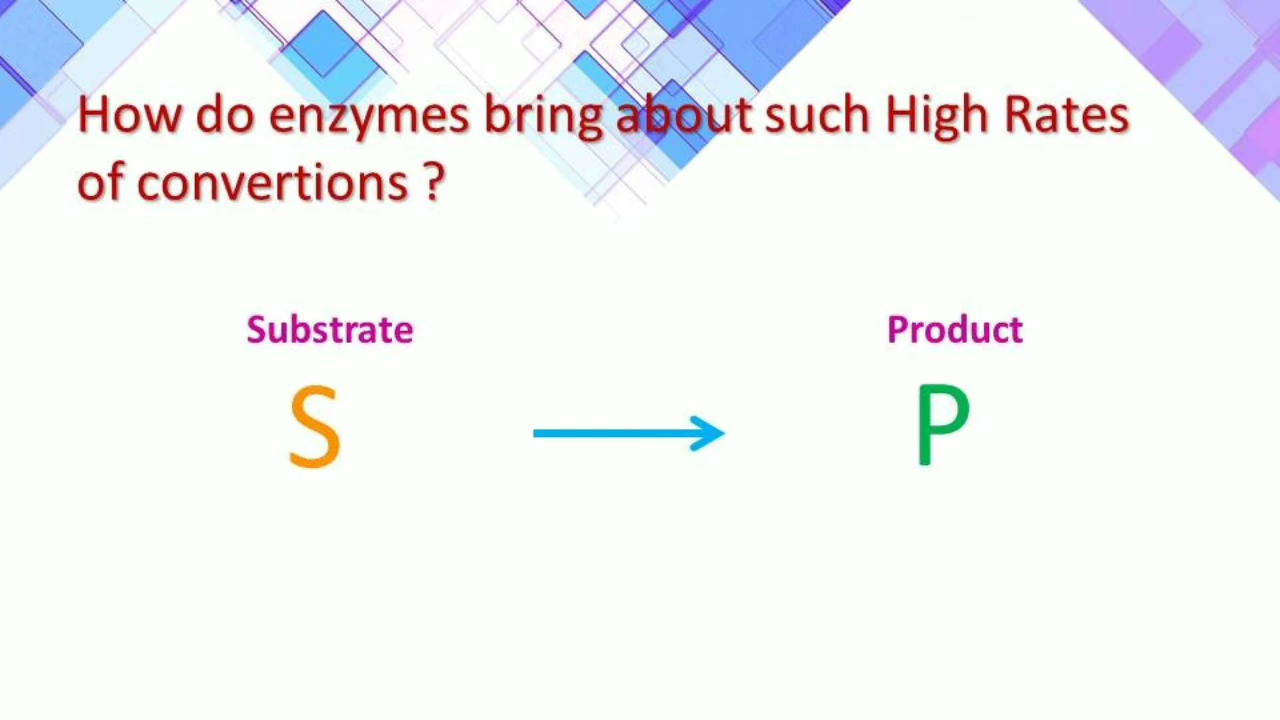 How do enzymes bring about such High Rates
of convertions ?
Substrate
Product
S
P